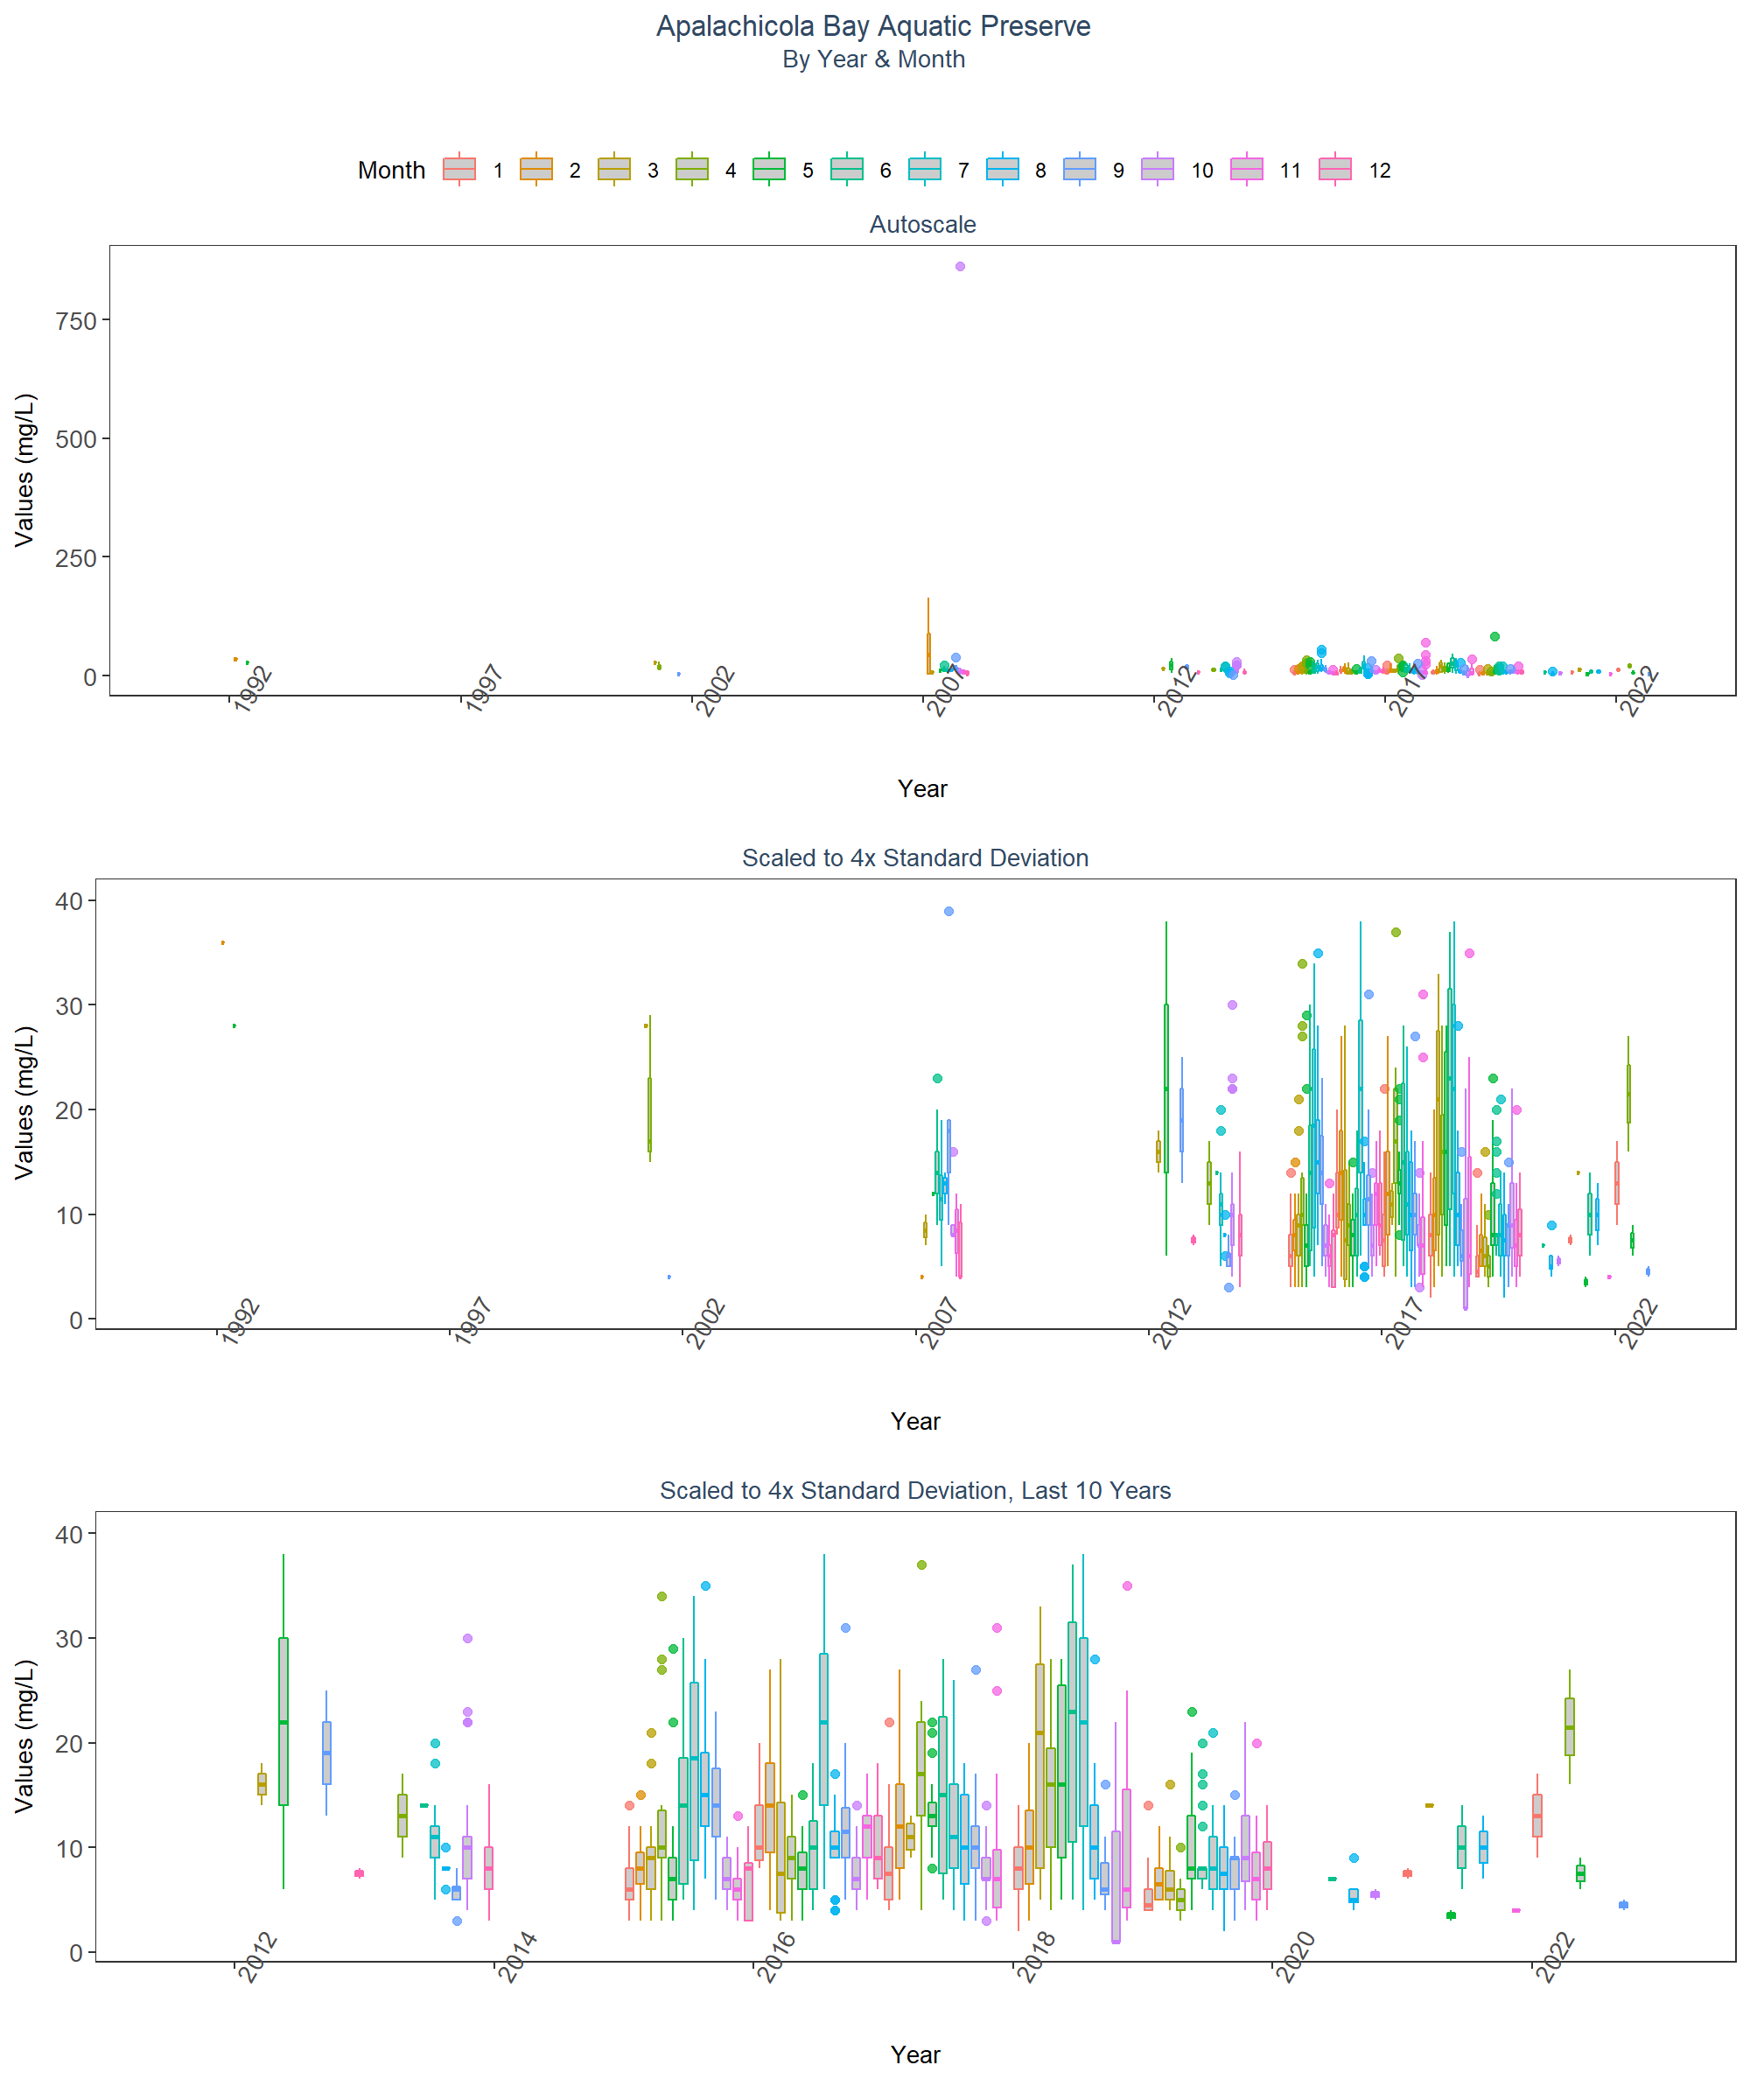 Apalachicola Bay Aquatic Preserve
By Year & Month
Month 1 2 3 4 5 6 7 8 9 10 11 12
Autoscale
Values (mg/L)
750
500
250
0
1992 1997 2002 2007 2012 2017 2022
Year
Scaled to 4x Standard Deviation
Values (mg/L)
40
30
20
10
0
1992 1997 2002 2007 2012 2017 2022
Year
Scaled to 4x Standard Deviation, Last 10 Years
Values (mg/L)
40
30
20
10
0
2012 2014 2016 2018 2020 2022
Year